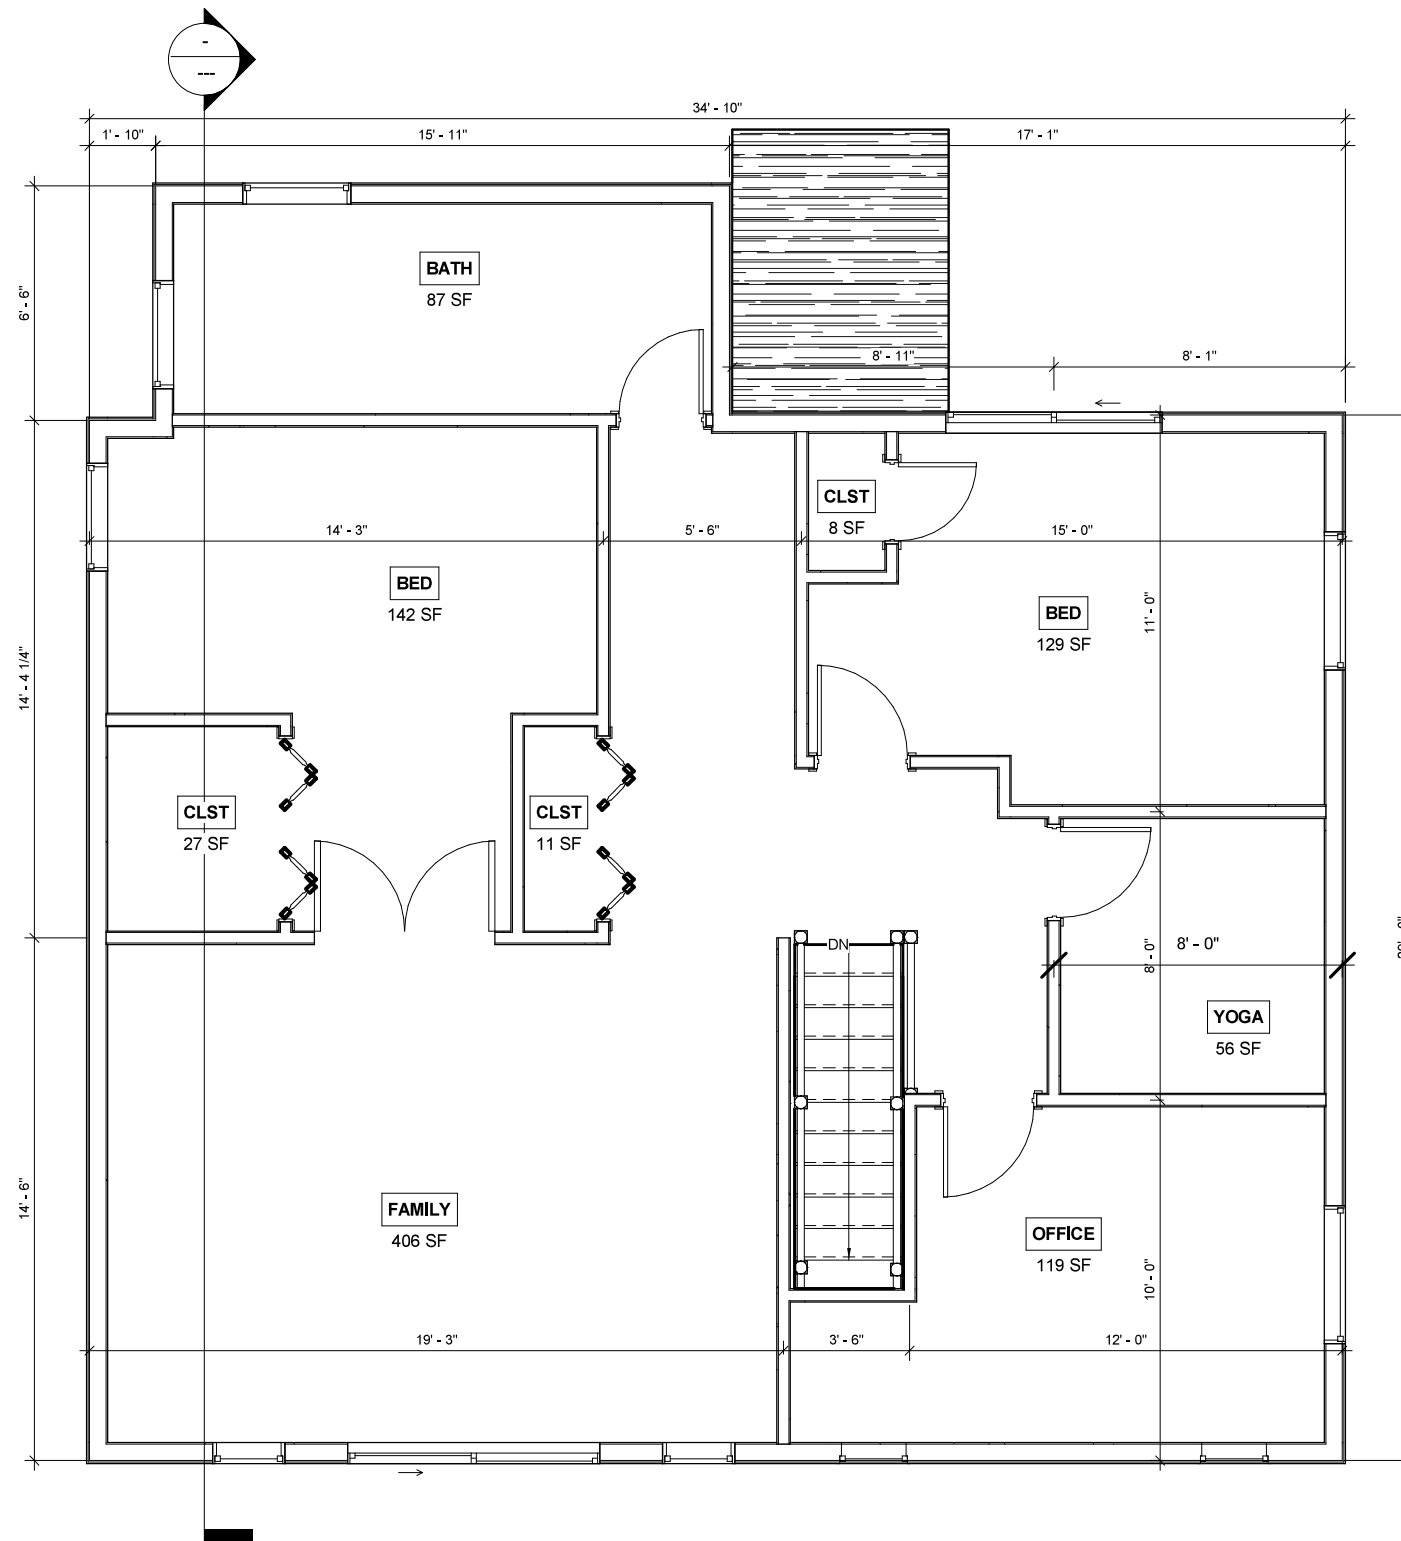 -
---
34' - 10"
1' - 10"
15' - 11"
17' - 1"
6' - 6"
BATH
87 SF
8' - 11"
8' - 1"
CLST
8 SF
14' - 3"
5' - 6"
15' - 0"
BED
142 SF
BED
129 SF
11' - 0"
14' - 4 1/4"
CLST
27 SF
CLST
11 SF
DN
8' - 0"
8' - 0"
YOGA
56 SF
14' - 6"
FAMILY
406 SF
OFFICE
119 SF
10' - 0"
19' - 3"
3' - 6"
12' - 0"